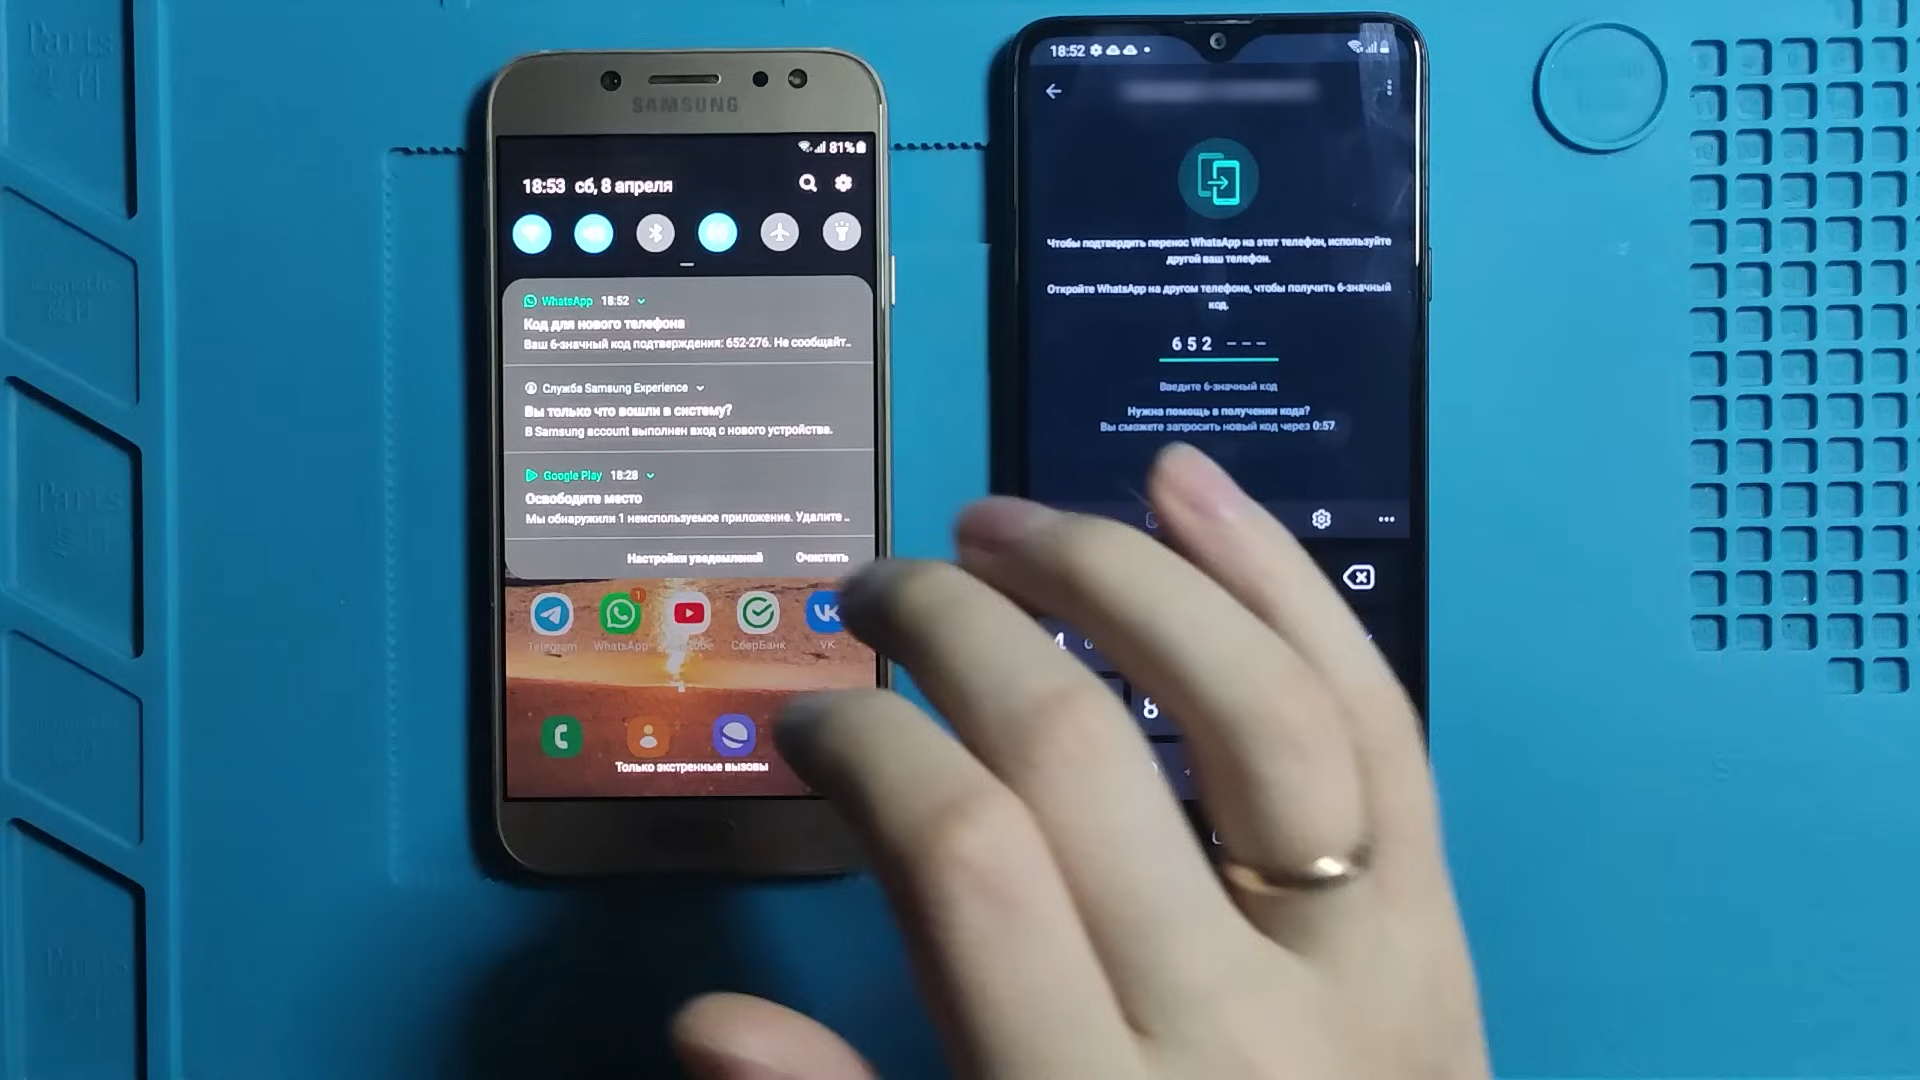 SAMSUNG
81%
18:53 сб, 8 апреля
WhatsApp 18:52
Код для нового телефона
Ваш 6-значный код подтверждения: 652-276. Не сообщайт..
Служба Samsung Experience
Вы только что вошли в систему?
В Samsung account выполнен вход с нового устройства.
Google Play 18:28
Освободите место
Мы обнаружили 1 неиспользуемое приложение. Удалите ..
Настройки уведомлений Очистить
1
Telegram WhatsApp СберБанк VK
Только экстренные вызовы
18:52
Чтобы подтвердить перенос WhatsApp на этот телефон, используйте
другой ваш телефон.
Откройте WhatsApp на другом телефоне, чтобы получить 6-значный
код.
652 ---
Введите 6-значный код
Нужна помощь в получении кода?
Вы сможете запросить новый код через 0:57
4
8
Parts
Parts